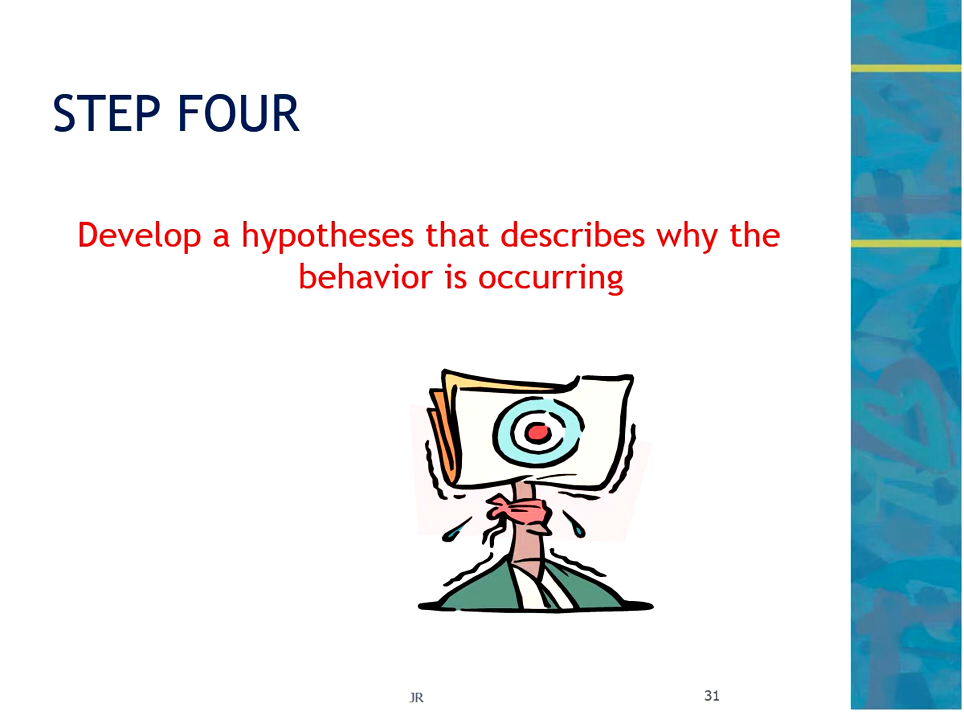 STEP FOUR
Develop a hypotheses that describes why the
behavior is occurring
JR
31